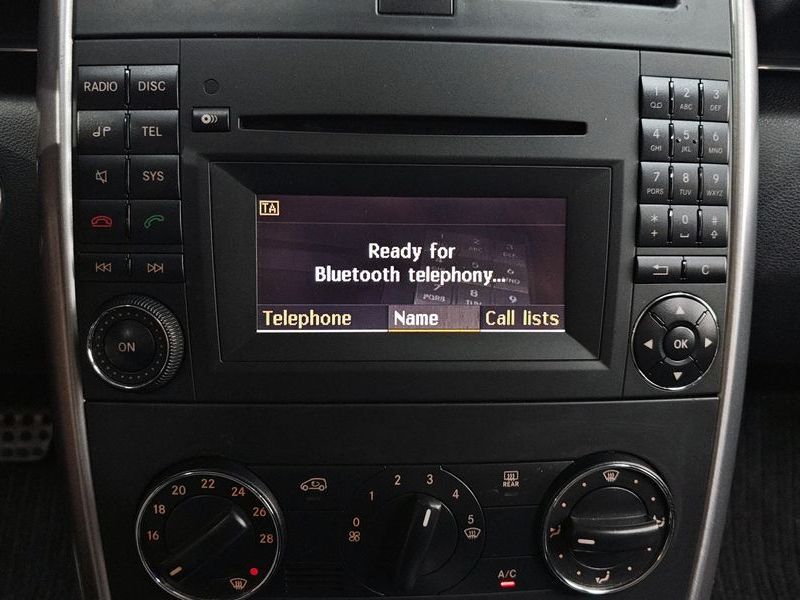 RADIO DISC
TEL
SYS
ON
TA
Ready for
Bluetooth telephony...
Telephone Name Call lists
1 2 ABC 3 DEF
4 GHI 5 JKL 6 MNO
7 PQRS 8 TUV 9 WXYZ
* + 0 #
C
OK
16 18 20 22 24 26 28
0 1 2 3 4 5
REAR
A/C